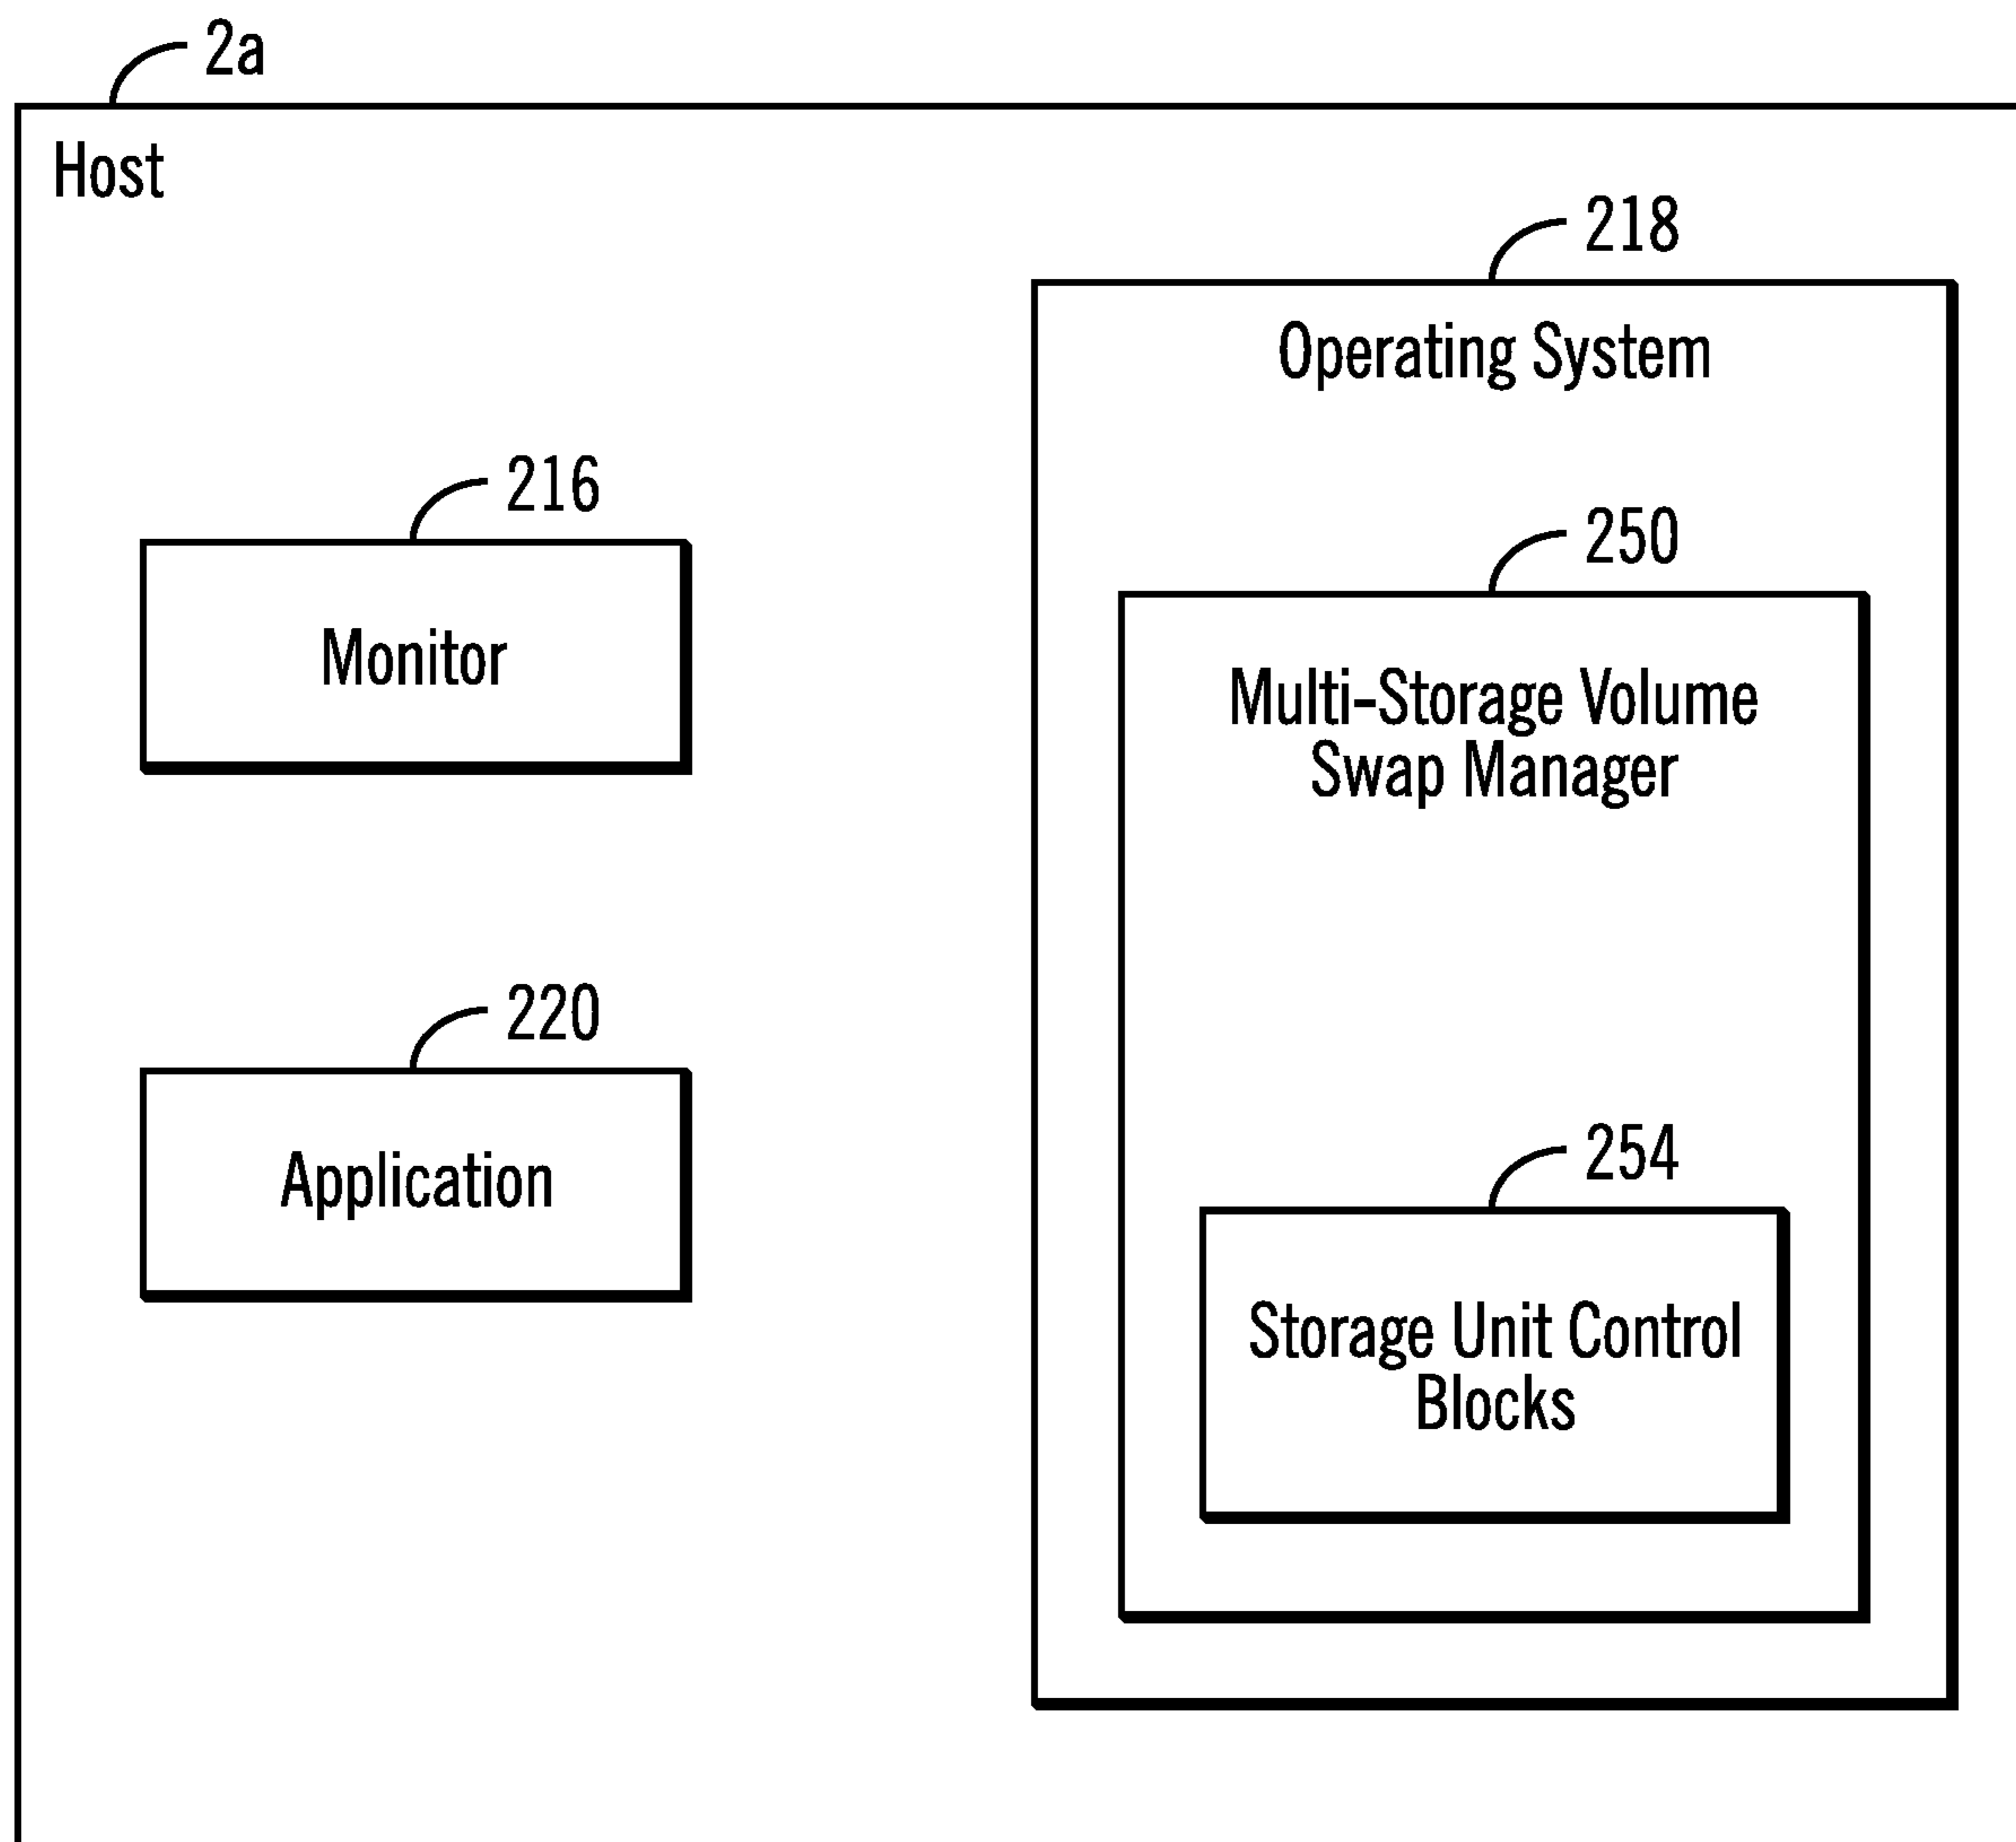 2a
Host
218
Operating System
216
Monitor
250
Multi-Storage Volume
Swap Manager
220
Application
254
Storage Unit Control
Blocks